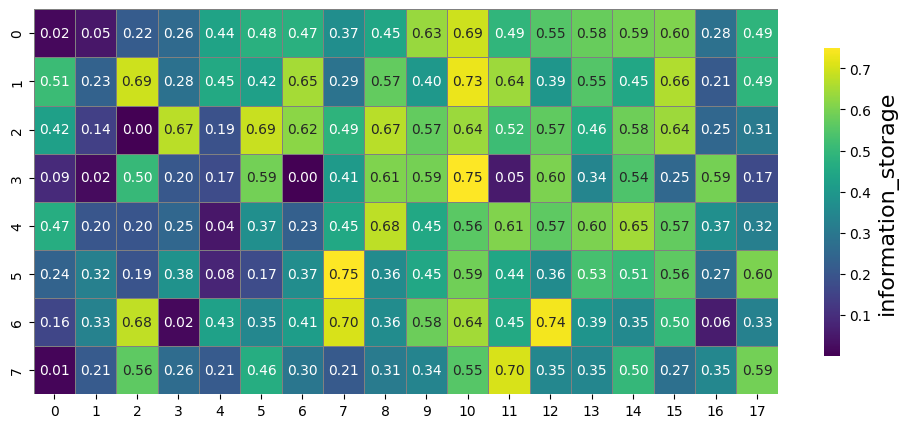 0 0.02 0.05 0.22 0.26 0.44 0.48 0.47 0.37 0.45 0.63 0.69 0.49 0.55 0.58 0.59 0.60 0.28 0.49
1 0.51 0.23 0.69 0.28 0.45 0.42 0.65 0.29 0.57 0.40 0.73 0.64 0.39 0.55 0.45 0.66 0.21 0.49
2 0.42 0.14 0.00 0.67 0.19 0.69 0.62 0.49 0.67 0.57 0.64 0.52 0.57 0.46 0.58 0.64 0.25 0.31
3 0.09 0.02 0.50 0.20 0.17 0.59 0.00 0.41 0.61 0.59 0.75 0.05 0.60 0.34 0.54 0.25 0.59 0.17
4 0.47 0.20 0.20 0.25 0.04 0.37 0.23 0.45 0.68 0.45 0.56 0.61 0.57 0.60 0.65 0.57 0.37 0.32
5 0.24 0.32 0.19 0.38 0.08 0.17 0.37 0.75 0.36 0.45 0.59 0.44 0.36 0.53 0.51 0.56 0.27 0.60
6 0.16 0.33 0.68 0.02 0.43 0.35 0.41 0.70 0.36 0.58 0.64 0.45 0.74 0.39 0.35 0.50 0.06 0.33
7 0.01 0.21 0.56 0.26 0.21 0.46 0.30 0.21 0.31 0.34 0.55 0.70 0.35 0.35 0.50 0.27 0.35 0.59
0 1 2 3 4 5 6 7 8 9 10 11 12 13 14 15 16 17
0.7
0.6
0.5
0.4
0.3
0.2
0.1
information_storage